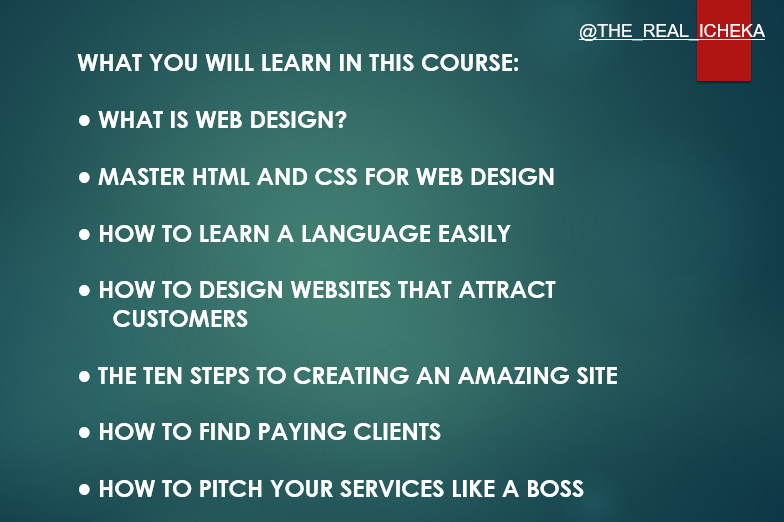 @THE_REAL_ICHEKA
WHAT YOU WILL LEARN IN THIS COURSE:
● WHAT IS WEB DESIGN?
● MASTER HTML AND CSS FOR WEB DESIGN
● HOW TO LEARN A LANGUAGE EASILY
● HOW TO DESIGN WEBSITES THAT ATTRACT
CUSTOMERS
● THE TEN STEPS TO CREATING AN AMAZING SITE
● HOW TO FIND PAYING CLIENTS
● HOW TO PITCH YOUR SERVICES LIKE A BOSS